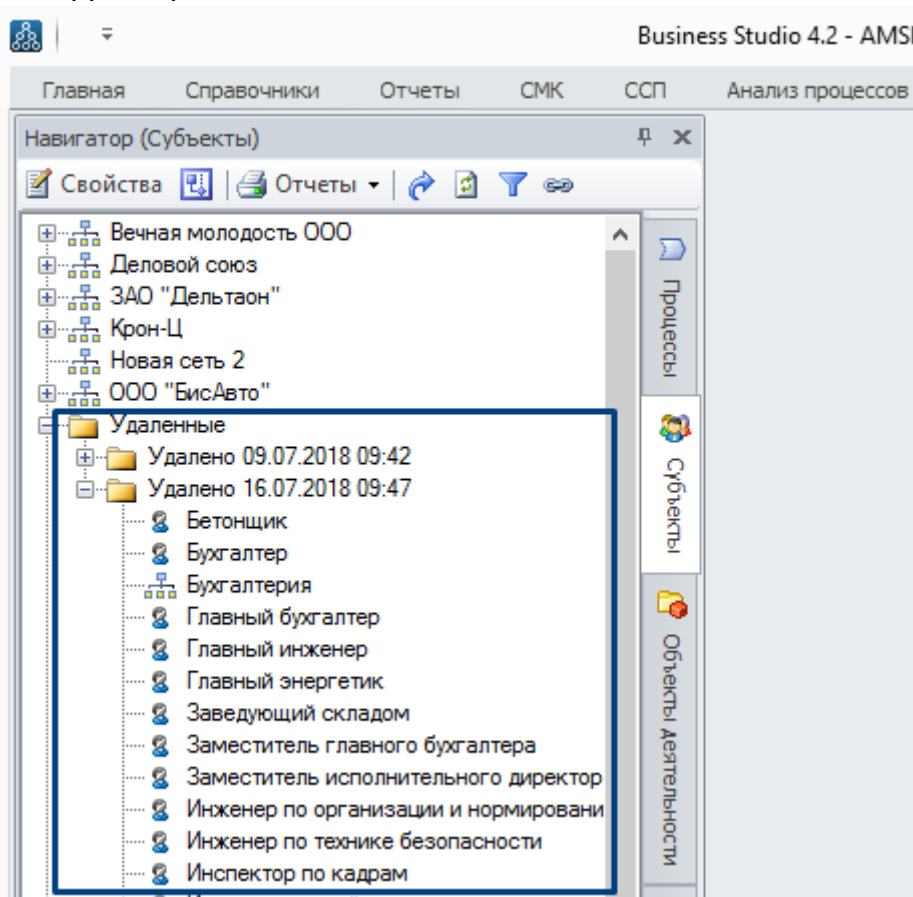 Business Studio 4.2 - AMS
Главная Справочники Отчеты СМК ССП Анализ процессов
Навигатор (Субъекты)
Свойства Отчеты
Вечная молодость ООО
Деловой союз
ЗАО "Дельтаон"
Крон-Ц
Новая сеть 2
ООО "БисАвто"
Удаленные
Удалено 09.07.2018 09:42
Удалено 16.07.2018 09:47
Бетонщик
Бухгалтер
Бухгалтерия
Главный бухгалтер
Главный инженер
Главный энергетик
Заведующий складом
Заместитель главного бухгалтера
Заместитель исполнительного директор
Инженер по организации и нормировани
Инженер по технике безопасности
Инспектор по кадрам
Процессы
Субъекты
Объекты деятельности